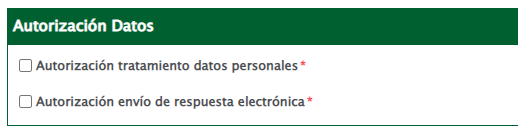 Autorización Datos
Autorización tratamiento datos personales*
Autorización envío de respuesta electrónica*